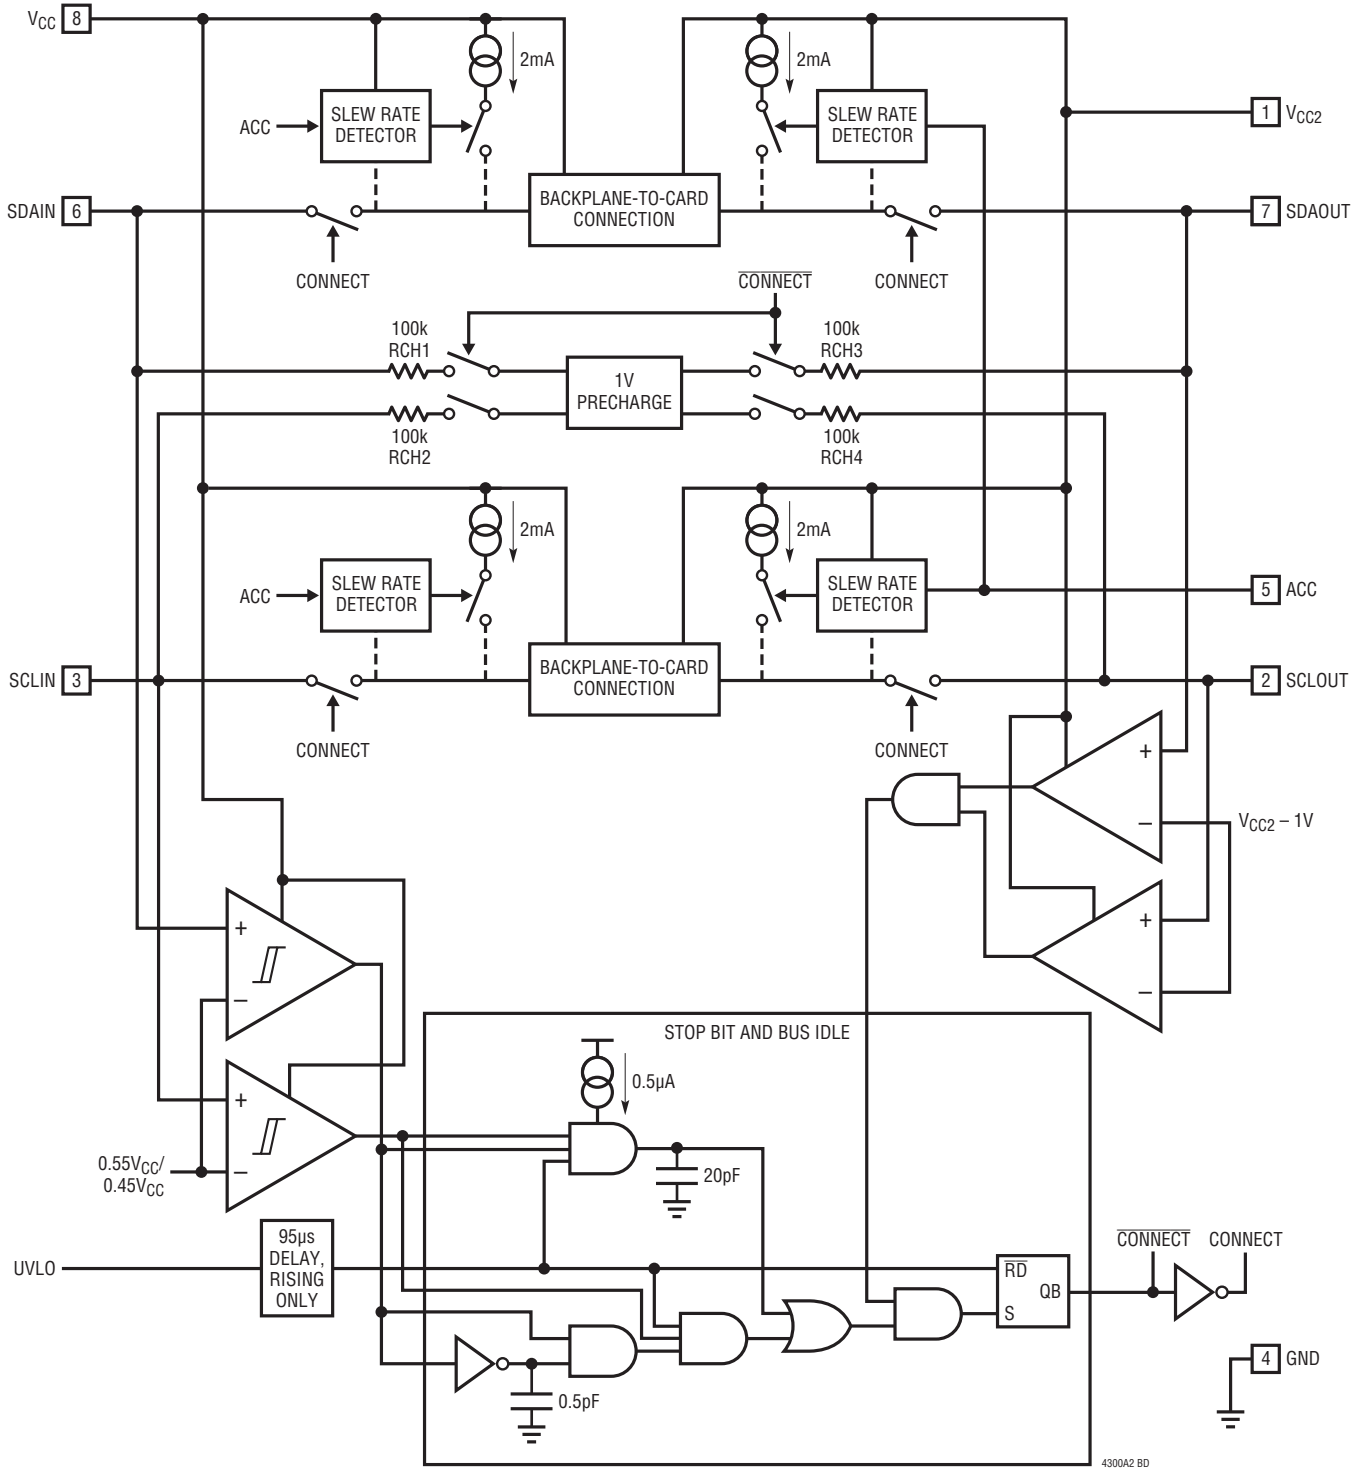 VCC 8
2mA
2mA
SLEW RATE
DETECTOR
ACC
SLEW RATE
DETECTOR
1 VCC2
SDAIN 6
BACKPLANE-TO-CARD
CONNECTION
7 SDAOUT
CONNECT
CONNECT
CONNECT
100k
RCH1
100k
RCH3
1V
PRECHARGE
100k
RCH2
100k
RCH4
2mA
2mA
ACC
SLEW RATE
DETECTOR
SLEW RATE
DETECTOR
5 ACC
SCLIN 3
BACKPLANE-TO-CARD
CONNECTION
2 SCLOUT
CONNECT
CONNECT
+
–
VCC2 – 1V
+
–
+
–
+
–
0.55VCC/
0.45VCC
STOP BIT AND BUS IDLE
0.5µA
20pF
UVLO
95µs
DELAY,
RISING
ONLY
RD
QB
S
CONNECT CONNECT
0.5pF
4 GND
4300A2 BD